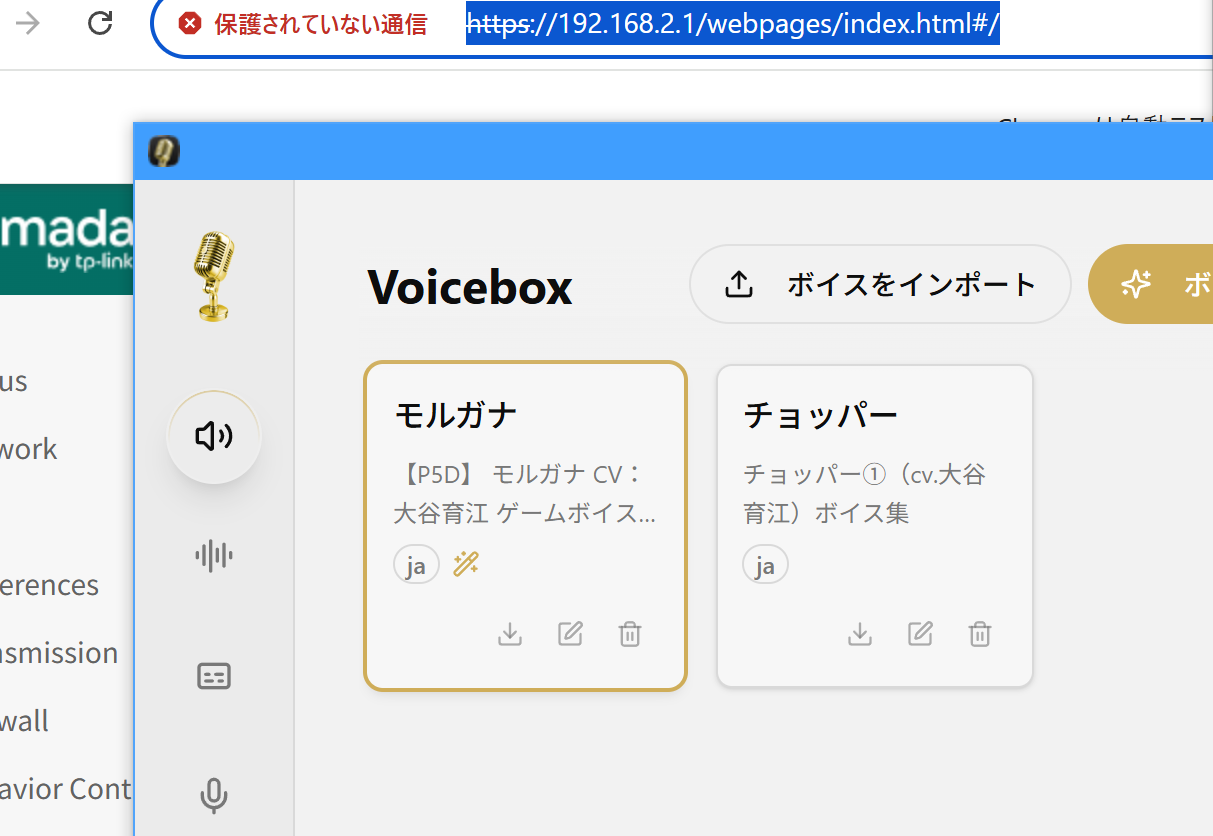 保護されていない通信 https://192.168.2.1/webpages/index.html#/
mada
by tp-link
us
work
erences
nsmission
wall
avior Cont
Voicebox
ボイスをインポート
ボ
モルガナ
【P5D】 モルガナ CV：
大谷育江 ゲームボイス...
ja
チョッパー
チョッパー①（cv.大谷
育江）ボイス集
ja